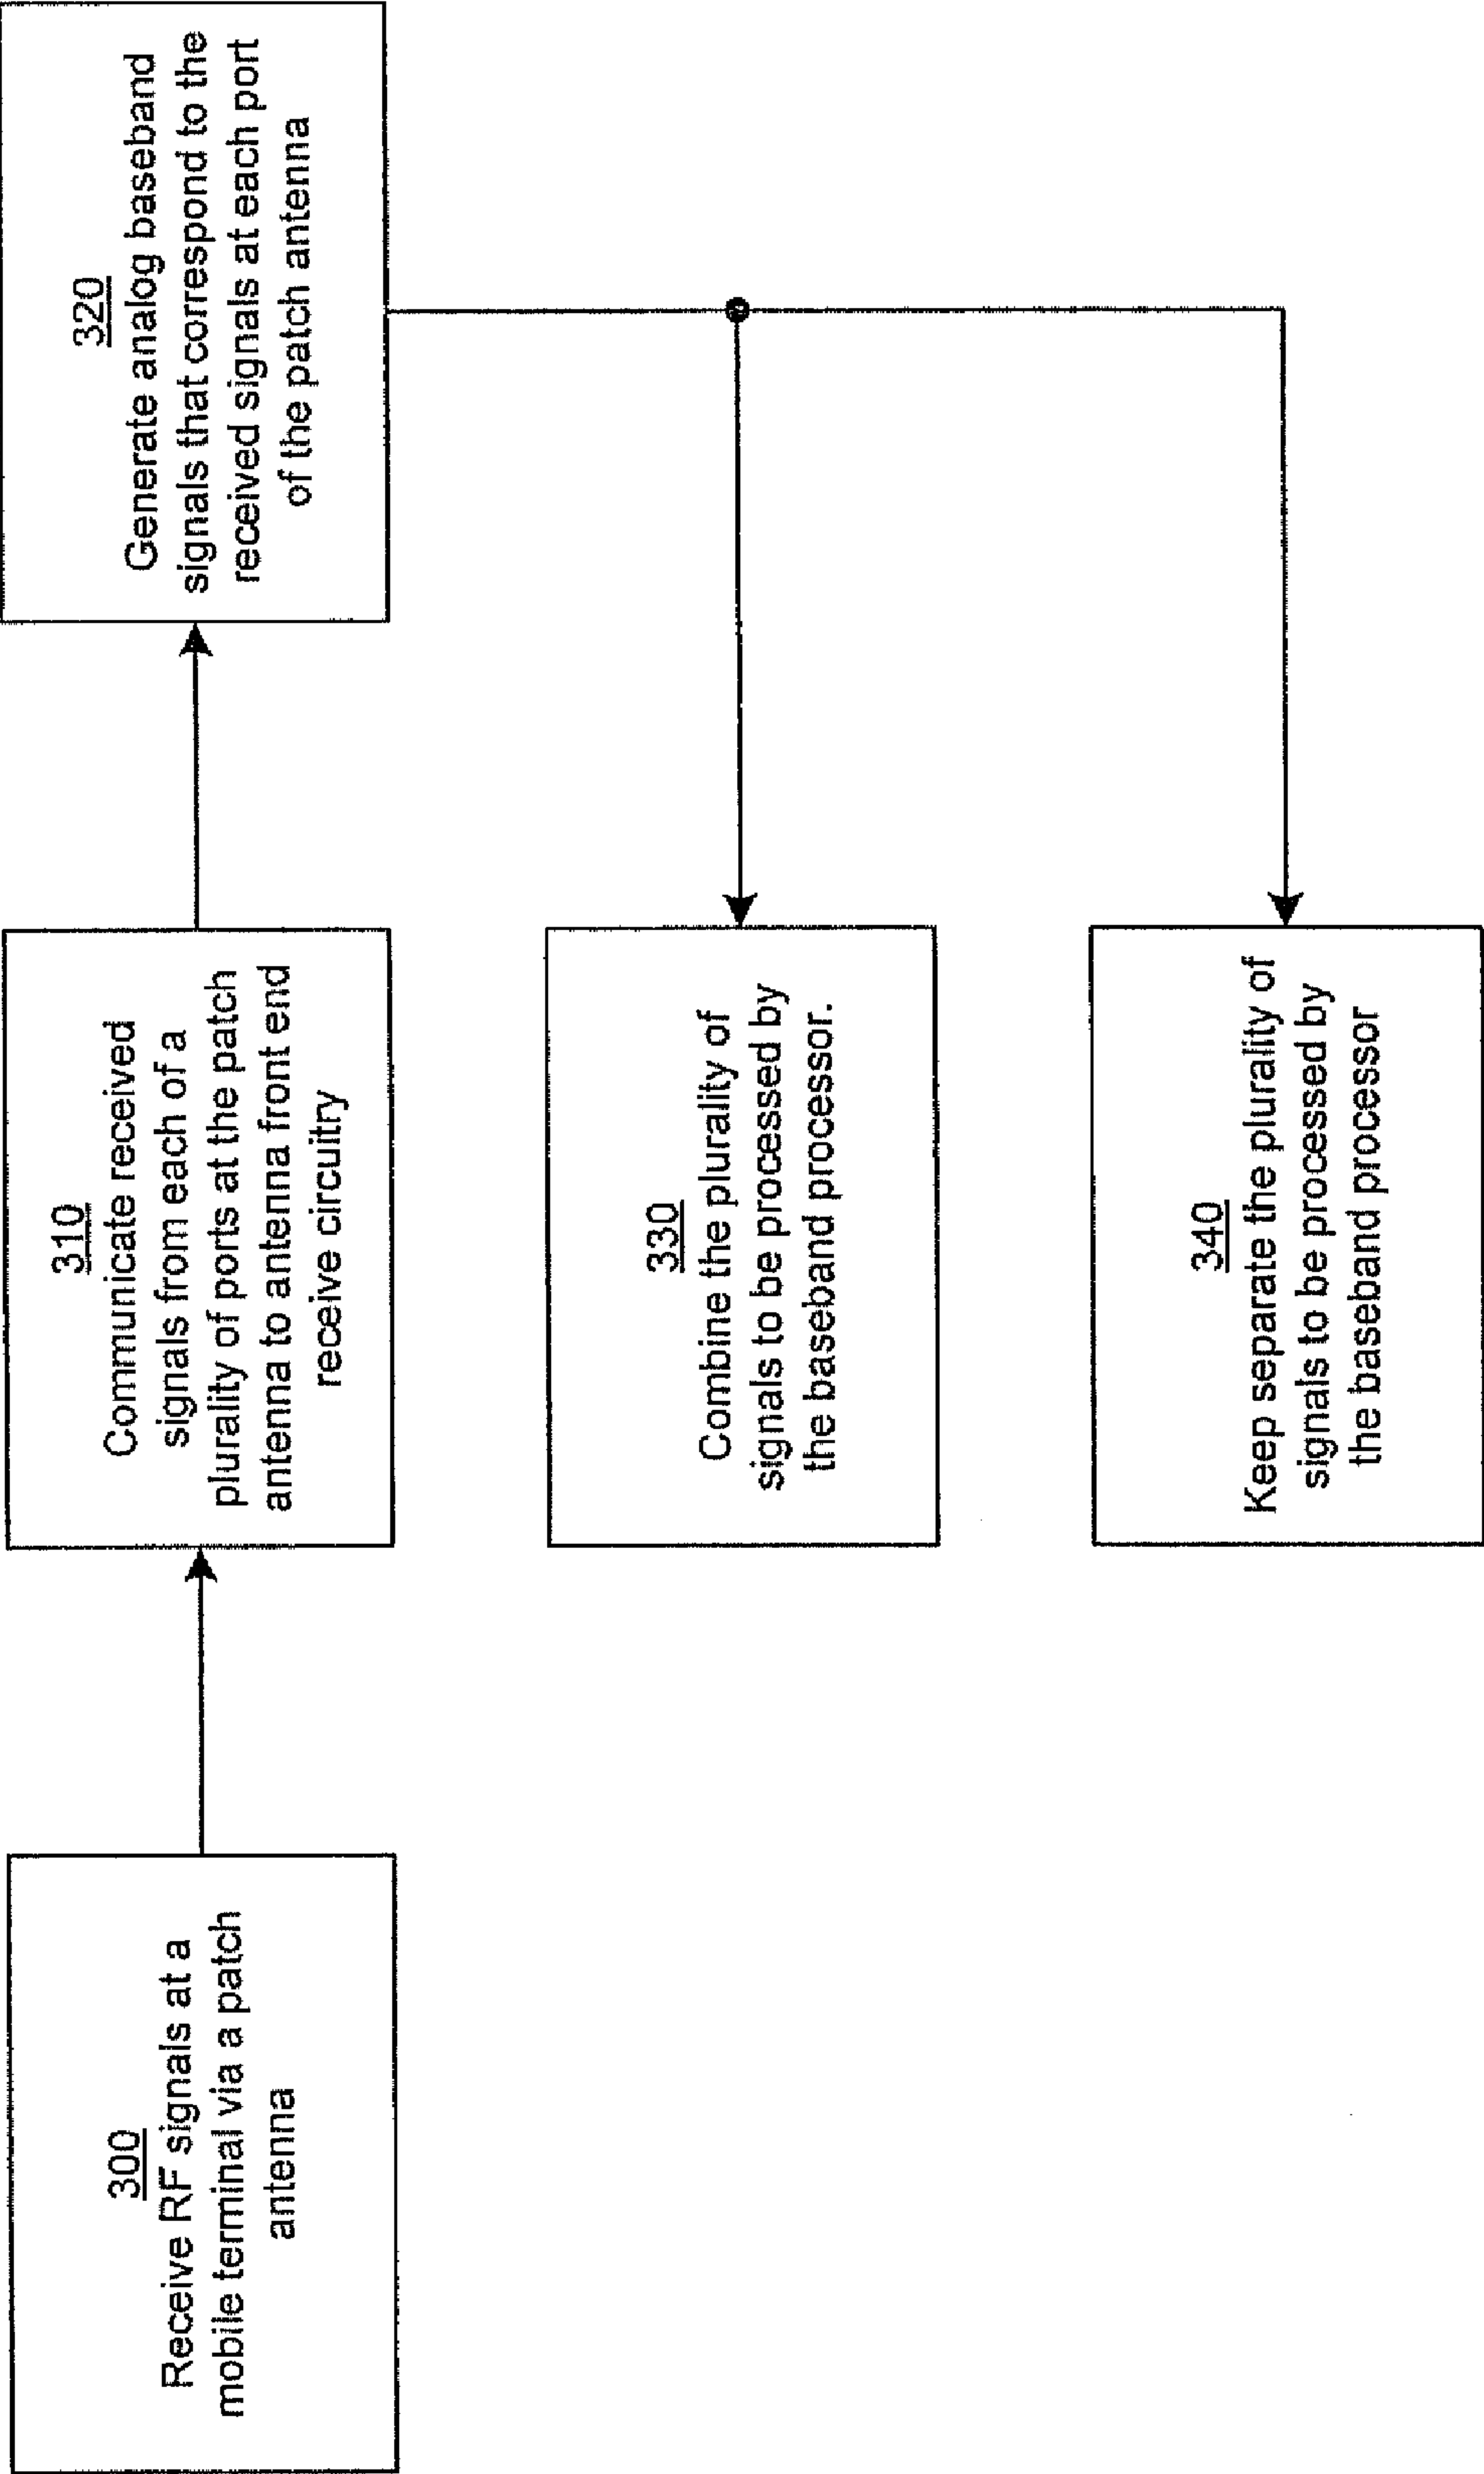 300
Receive RF signals at a
mobile terminal via a patch
antenna
310
Communicate received
signals from each of a
plurality of ports at the patch
antenna to antenna front end
receive circuitry
320
Generate analog baseband
signals that correspond to the
received signals at each port
of the patch antenna
330
Combine the plurality of
signals to be processed by
the baseband processor.
340
Keep separate the plurality of
signals to be processed by
the baseband processor